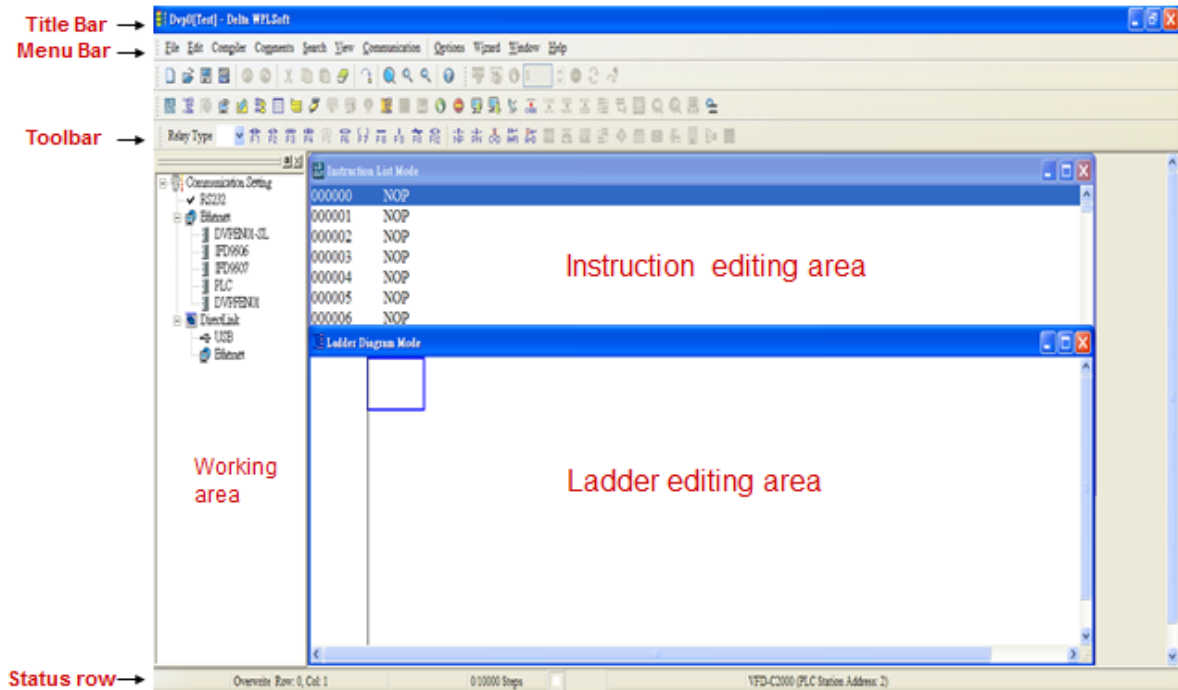 Title Bar
Dvp0[Test] - Delta WPLSoft
Menu Bar
File Edit Compiler Comments Search View Communication Options Wizard Window Help
Toolbar
Relay Type
Communication Setting
RS232
Ethernet
DVPEN01-SL
IFD9506
IFD9507
PLC
DVPFEN01
DirectLink
USB
Ethernet
Working
area
Instruction List Mode
000000 NOP
000001 NOP
000002 NOP
000003 NOP
000004 NOP
000005 NOP
000006 NOP
Instruction editing area
Ladder Diagram Mode
Ladder editing area
Status row
Overwrite Row: 0, Col: 1
0/10000 Steps
VFD-C2000 (PLC Station Address: 2)